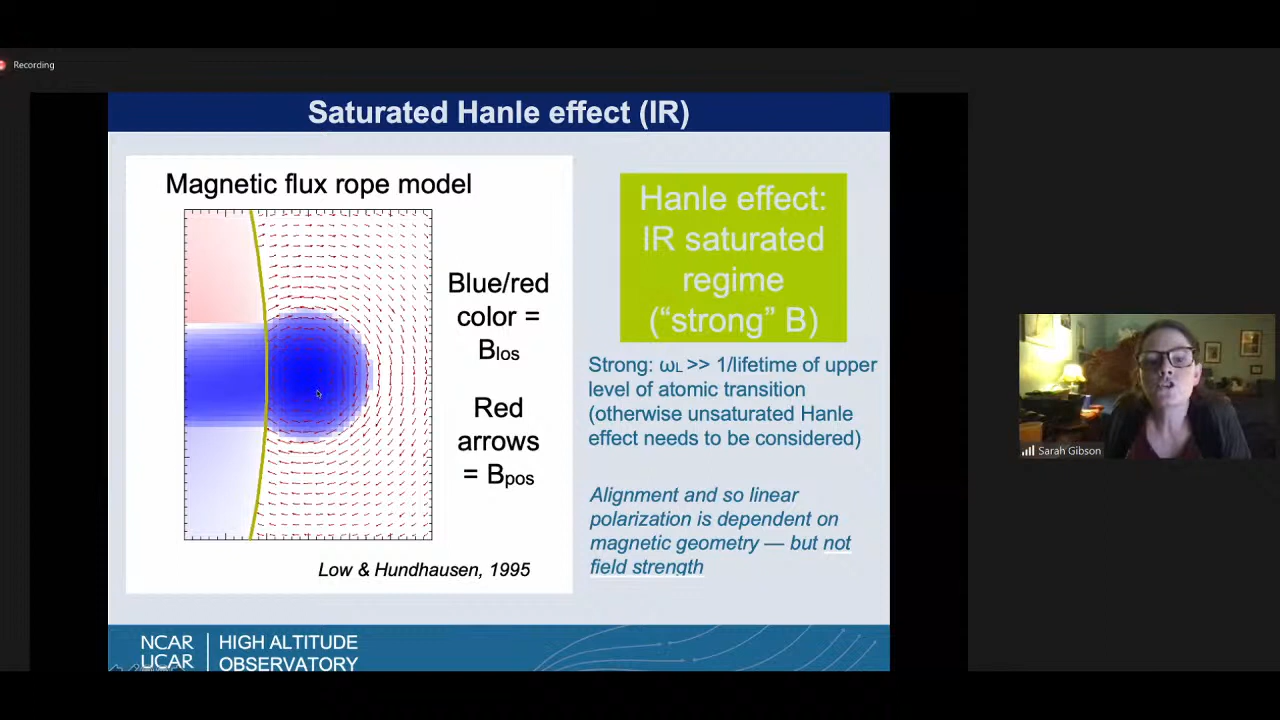 Recording
Saturated Hanle effect (IR)
Magnetic flux rope model
Blue/red
color =
Blos
Red
arrows
= Bpos
Low & Hundhausen, 1995
Hanle effect:
IR saturated
regime
(“strong” B)
Strong: ωL >> 1/lifetime of upper
level of atomic transition
(otherwise unsaturated Hanle
effect needs to be considered)
Alignment and so linear
polarization is dependent on
magnetic geometry — but not
field strength
NCAR
UCAR
HIGH ALTITUDE
OBSERVATORY
Sarah Gibson